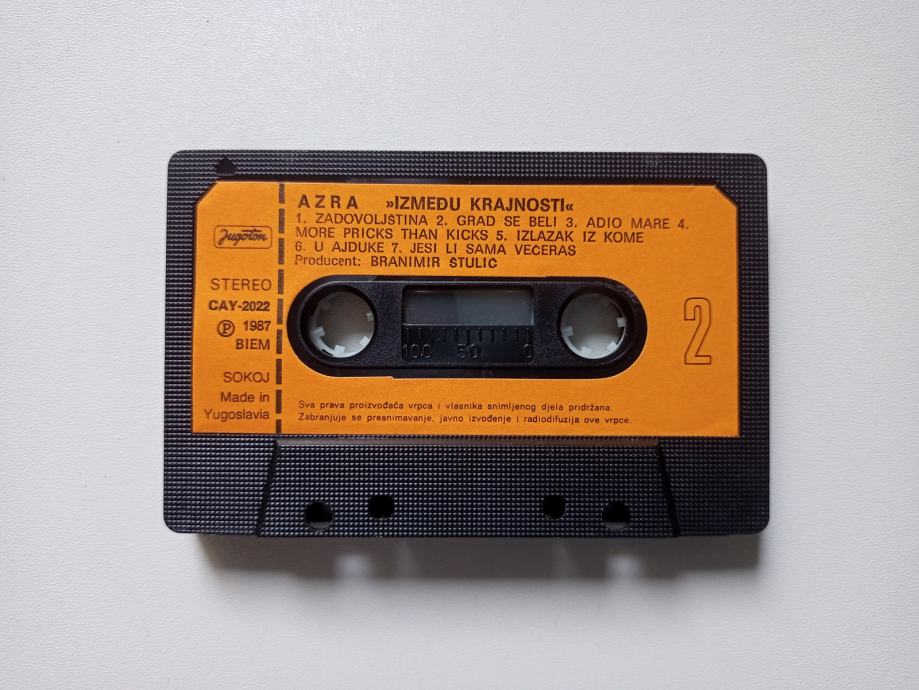 AZRA »IZMEĐU KRAJNOSTI«
1. ZADOVOLJSTINA 2. GRAD SE BELI 3. ADIO MARE 4.
MORE PRICKS THAN KICKS 5. IZLAZAK IZ KOME
6. U AJDUKE 7. JESI LI SAMA VEČERAS
Producent: BRANIMIR ŠTULIĆ
Jugoton
STEREO
CAY-2022
Ⓟ 1987
BIEM
SOKOJ
Made in
Yugoslavia
2
100 50 0
Sva prava proizvođača vrpca i vlasnika snimljenog djela pridržana.
Zabranjuje se presnimavanje, javno izvođenje i radiodifuzija ove vrpce.